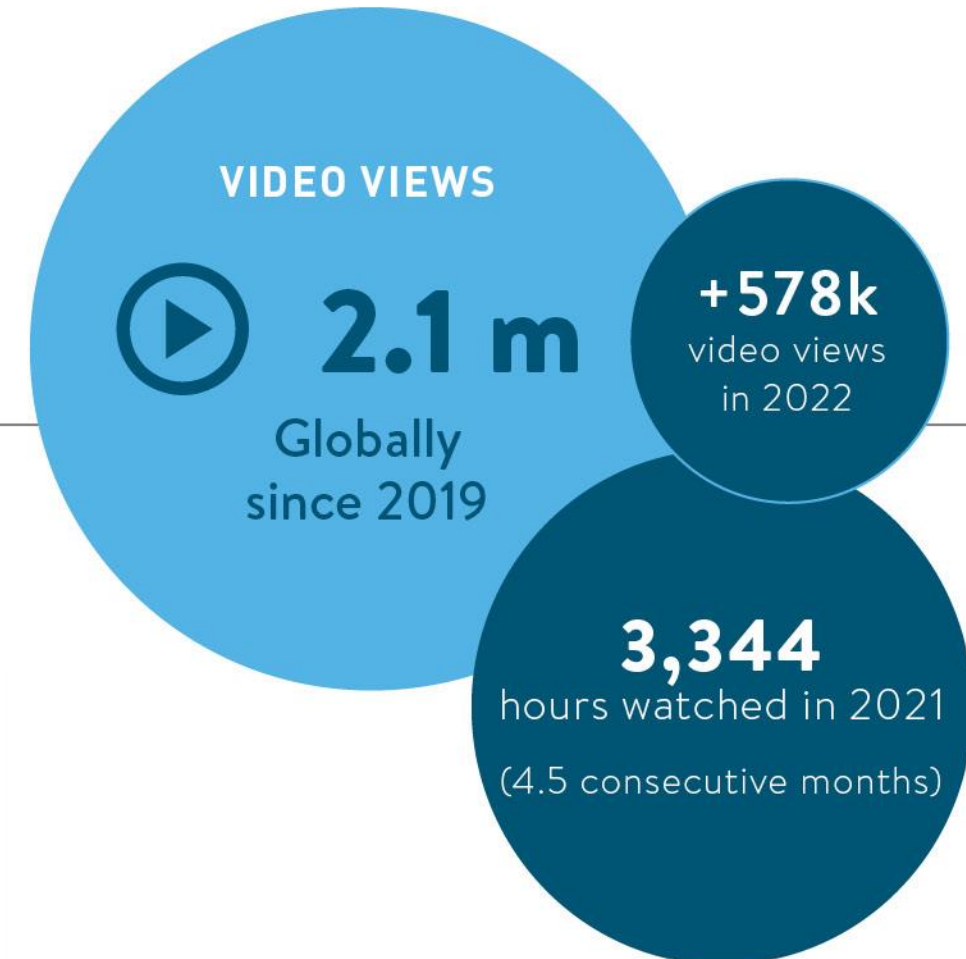 VIDEO VIEWS
2.1 m
Globally
since 2019
+578k
video views
in 2022
3,344
hours watched in 2021
(4.5 consecutive months)